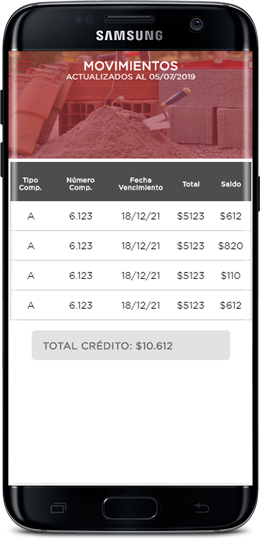 SAMSUNG
MOVIMIENTOS
ACTUALIZADOS AL 05/07/2019
Tipo Comp. Número Comp. Fecha Vencimiento Total Saldo
A 6.123 18/12/21 $5123 $612
A 6.123 18/12/21 $5123 $820
A 6.123 18/12/21 $5123 $110
A 6.123 18/12/21 $5123 $612
TOTAL CRÉDITO: $10.612